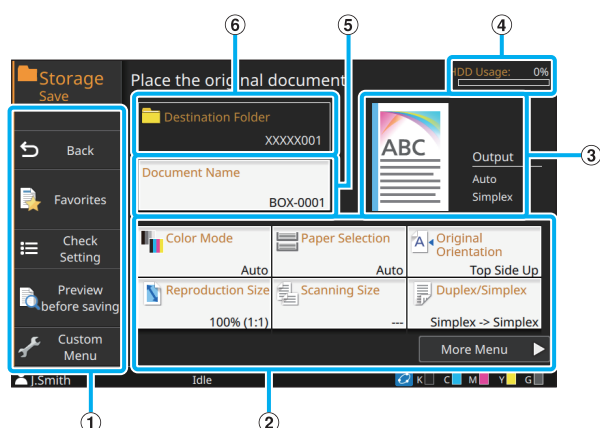 6
5
4
Storage
Save
Place the original document
HDD Usage: 0%
Destination Folder
XXXXX001
Document Name
BOX-0001
ABC
Output
Auto
Simplex
3
Back
Favorites
Check
Setting
Preview
before saving
Custom
Menu
Color Mode
Auto
Paper Selection
Auto
A
Original
Orientation
Top Side Up
Reproduction Size
100% (1:1)
Scanning Size
---
Duplex/Simplex
Simplex -> Simplex
More Menu
J.Smith
Idle
K C M Y G
1
2